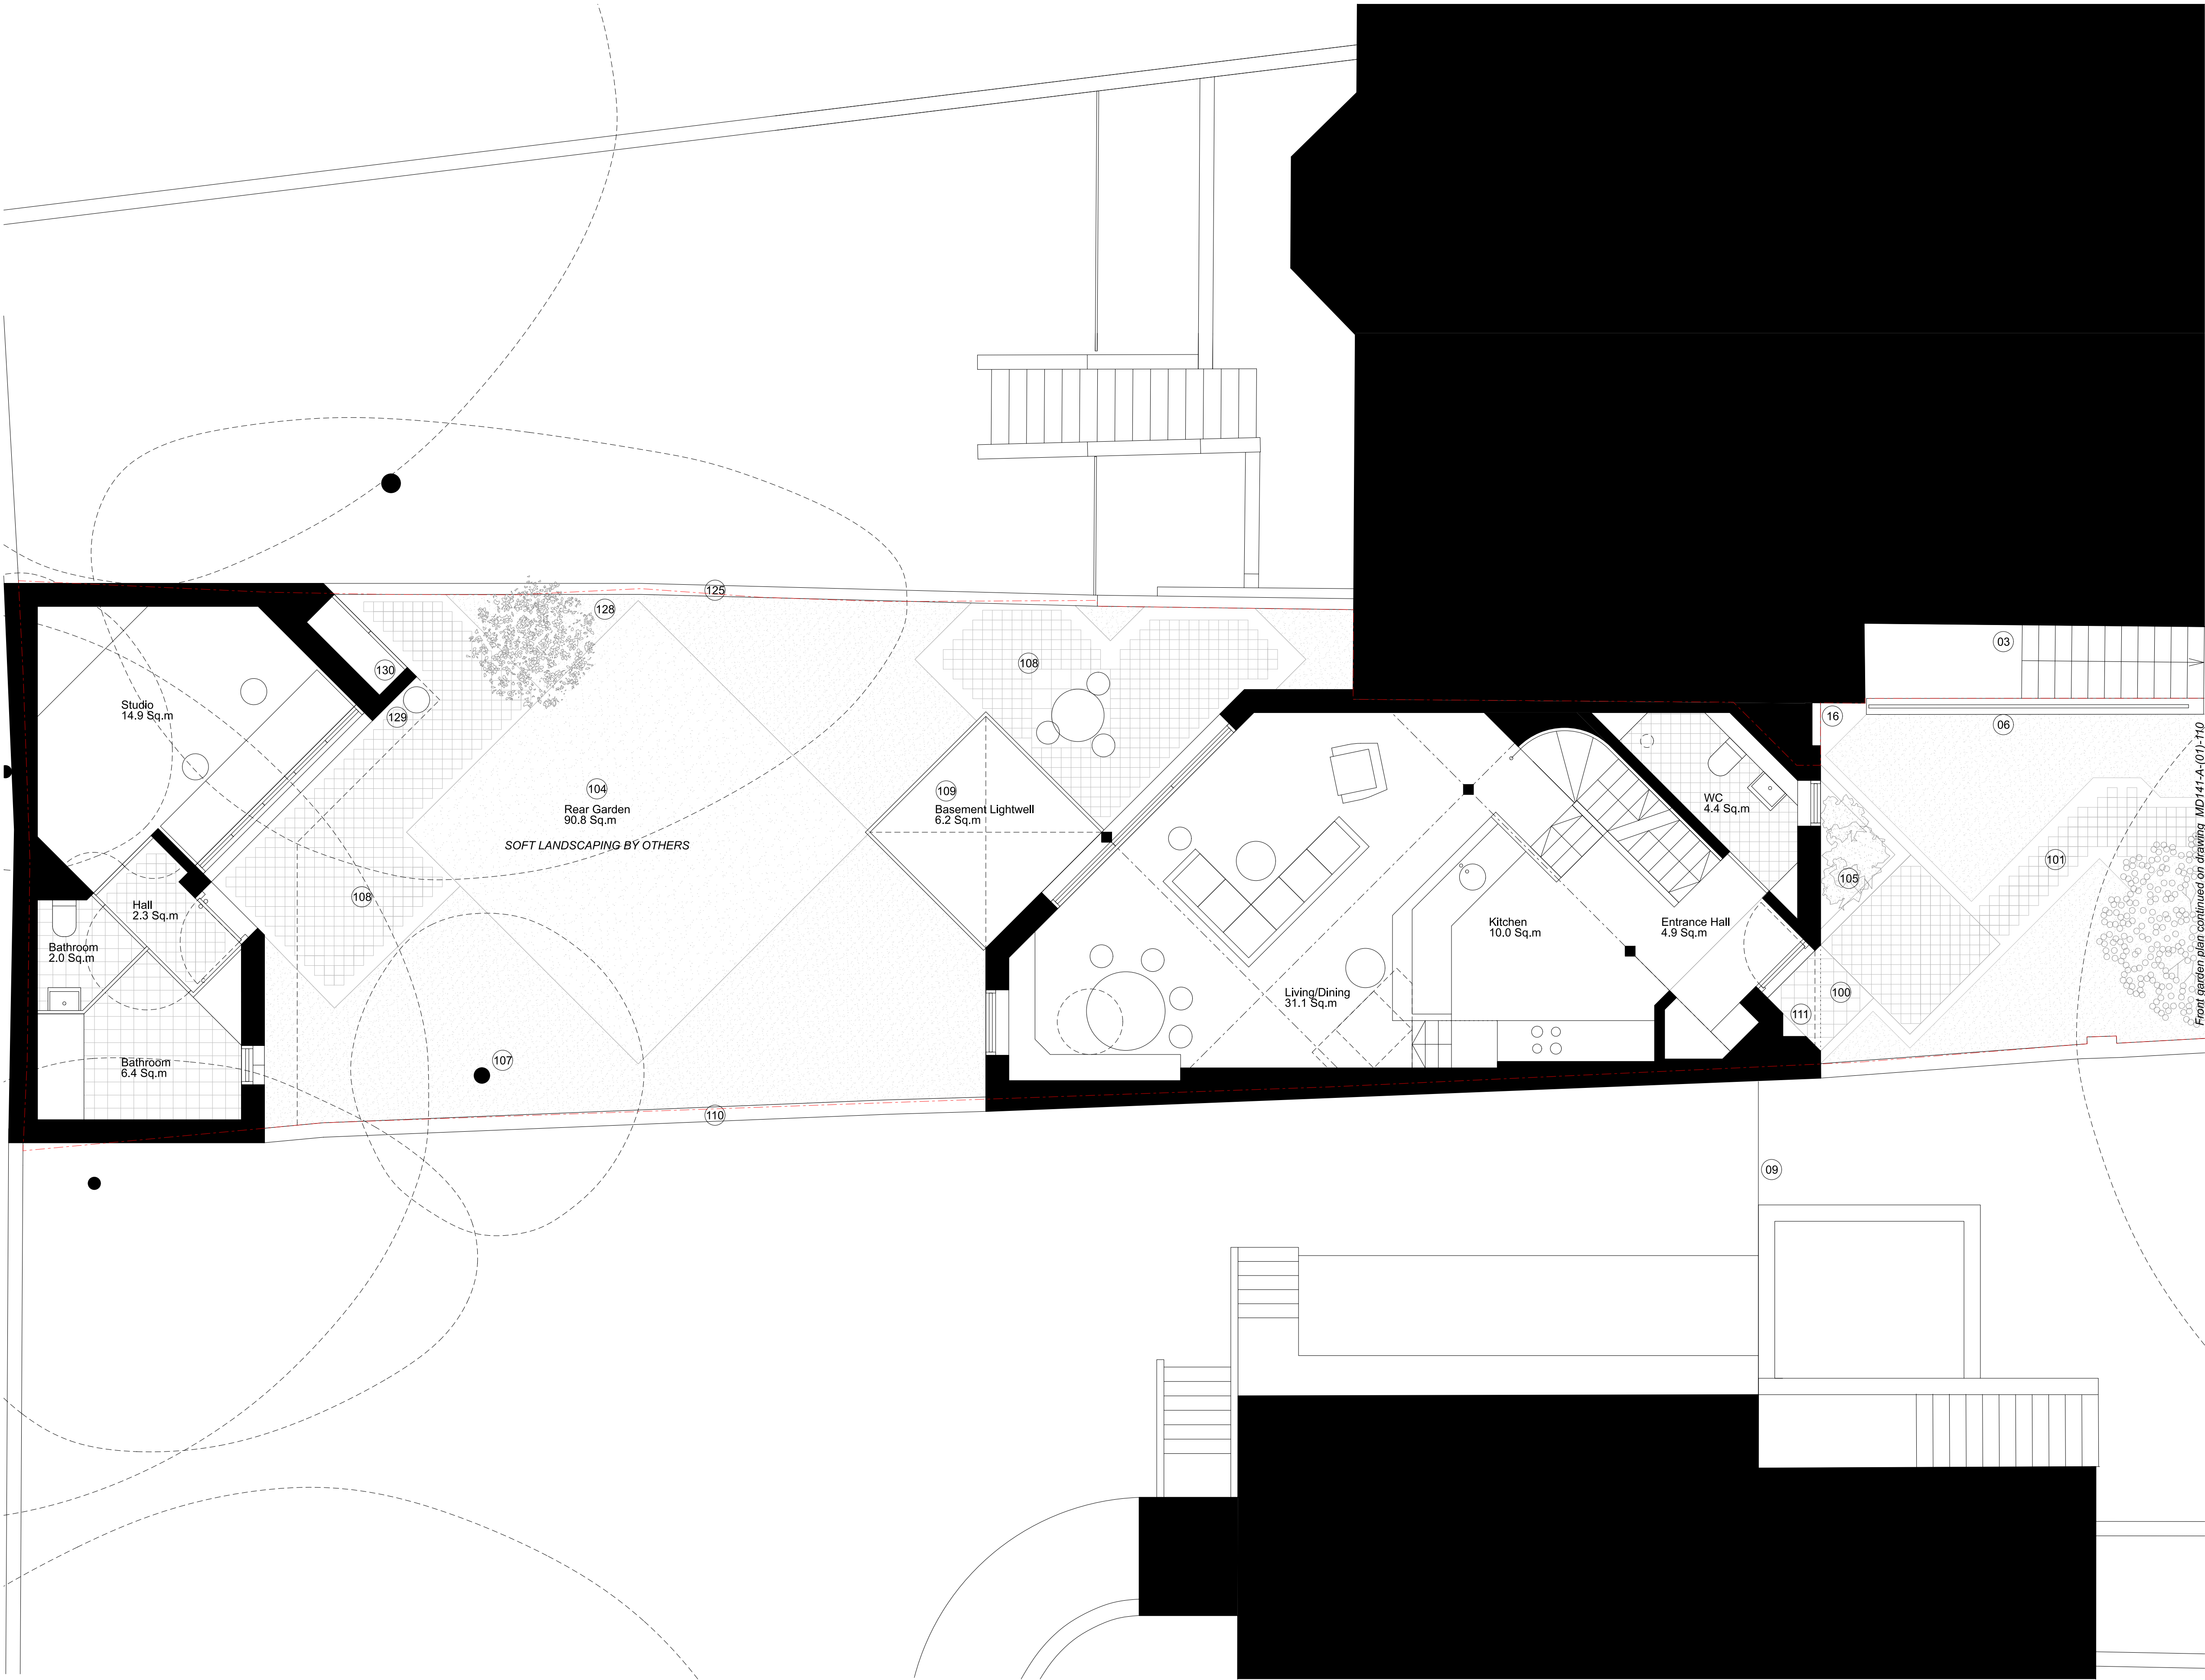 125
128
108
130
129
Studio
14.9 Sq.m
104
Rear Garden
90.8 Sq.m
SOFT LANDSCAPING BY OTHERS
109
Basement Lightwell
6.2 Sq.m
108
Hall
2.3 Sq.m
Bathroom
2.0 Sq.m
Bathroom
6.4 Sq.m
107
110
Living/Dining
31.1 Sq.m
Kitchen
10.0 Sq.m
Entrance Hall
4.9 Sq.m
WC
4.4 Sq.m
03
16
06
101
105
100
111
09
Front garden plan continued on drawing MD141-A-(01)-110